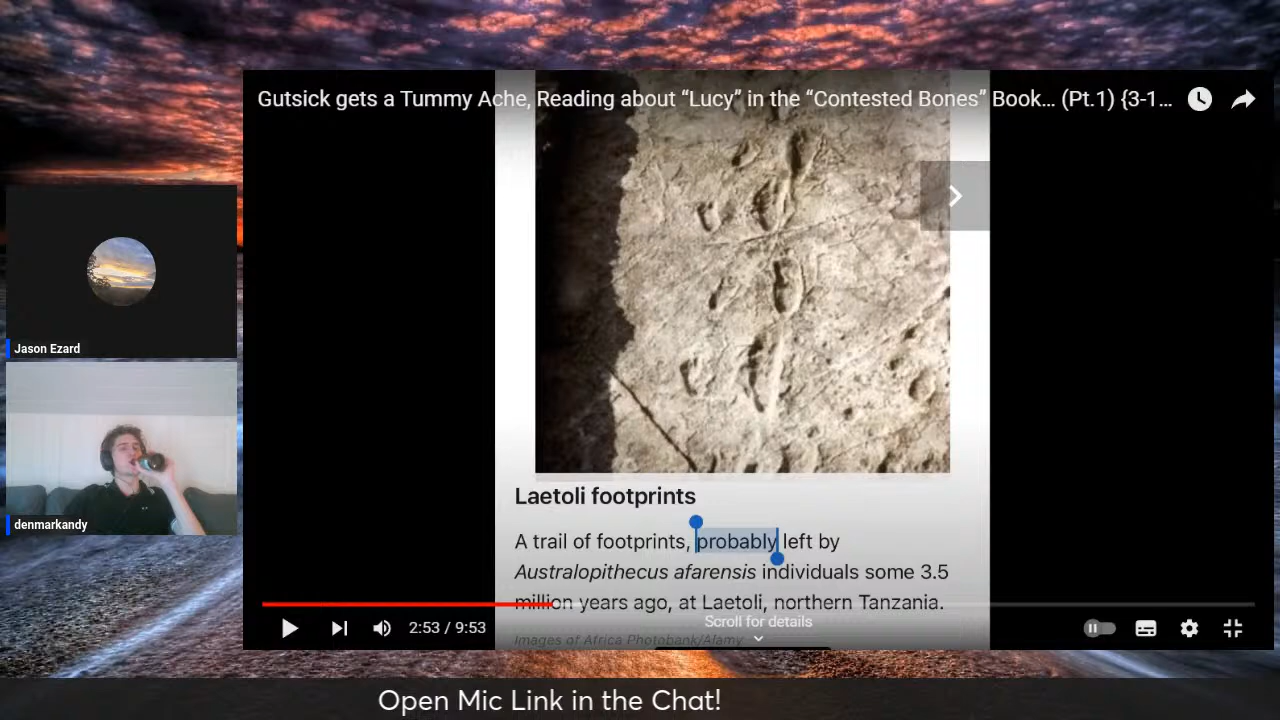 Gutsick gets a Tummy Ache, Reading about “Lucy” in the “Contested Bones” Book... (Pt.1) {3-1...
Jason Ezard
denmarkandy
Laetoli footprints
A trail of footprints, probably left by
Australopithecus afarensis individuals some 3.5
million years ago, at Laetoli, northern Tanzania.
Images of Africa Photobank/Alamy
Scroll for details
2:53 / 9:53
Open Mic Link in the Chat!